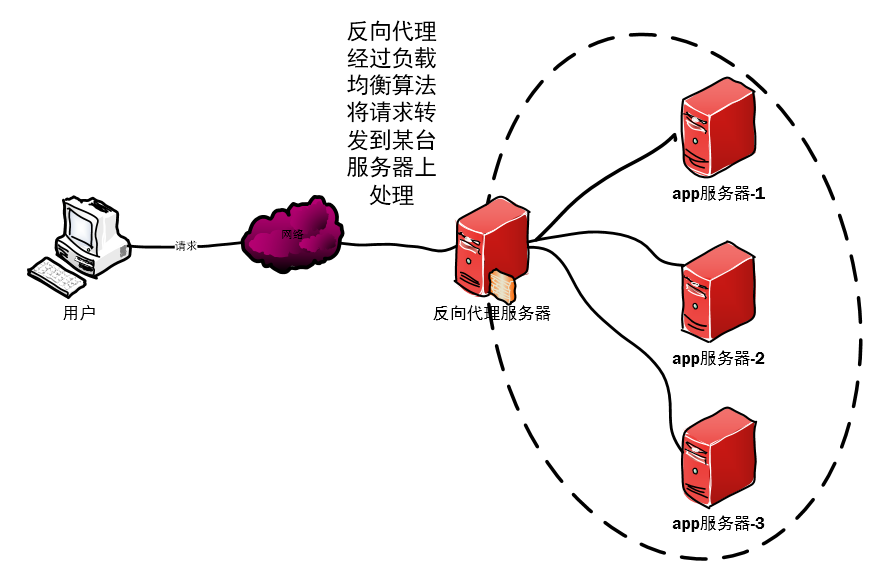 反向代理
经过负载
均衡算法
将请求转
发到某台
服务器上
处理
app服务器-1
请求
网络
用户
反向代理服务器
app服务器-2
app服务器-3